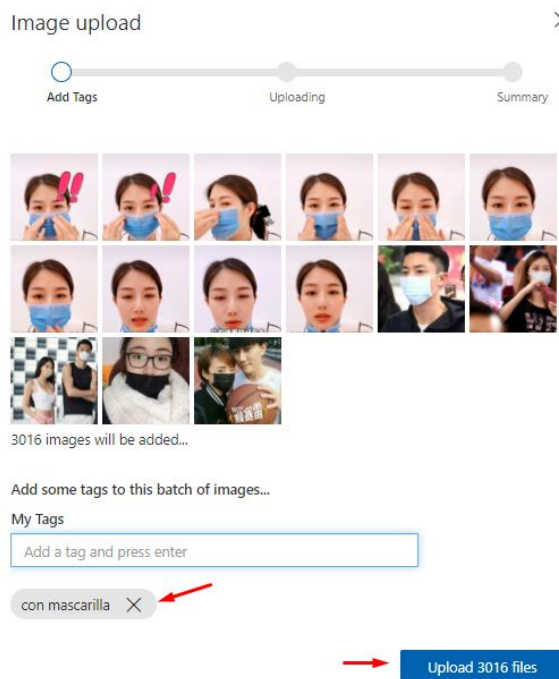 Image upload
Add Tags
Uploading
Summary
3016 images will be added...
Add some tags to this batch of images...
My Tags
Add a tag and press enter
con mascarilla
Upload 3016 files